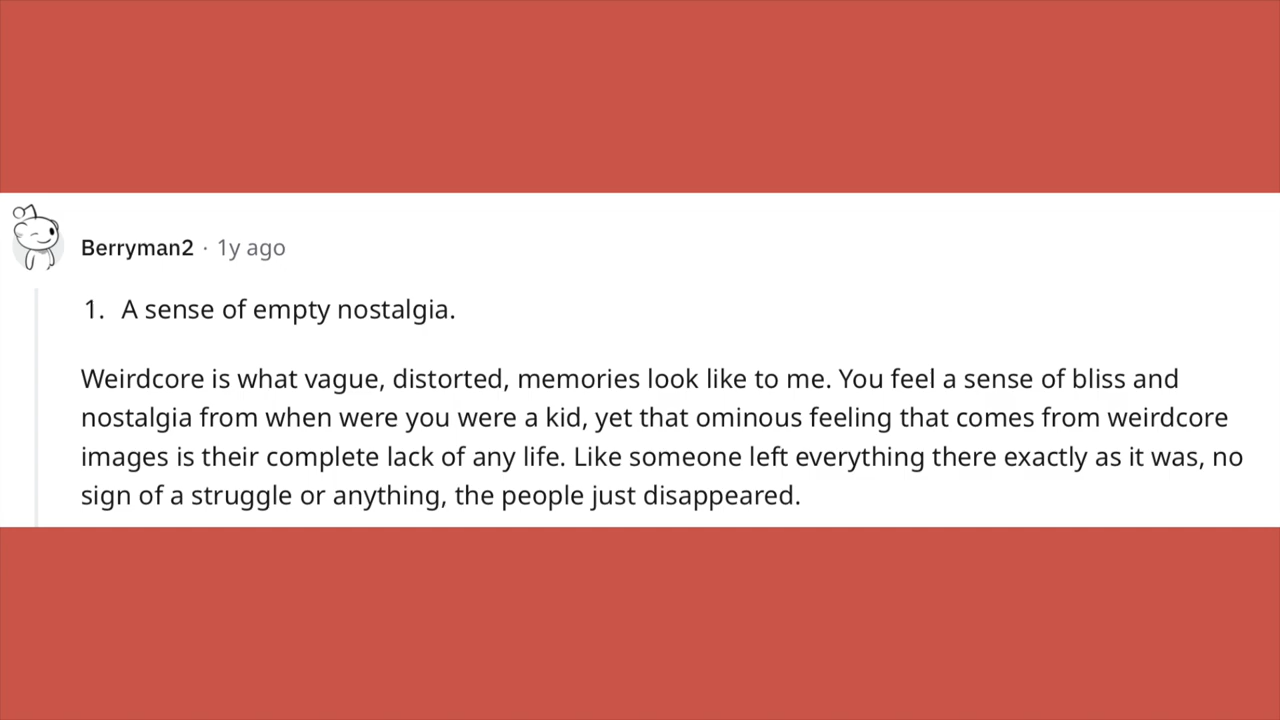 Berryman2 · 1y ago
1. A sense of empty nostalgia.
Weirdcore is what vague, distorted, memories look like to me. You feel a sense of bliss and
nostalgia from when were you were a kid, yet that ominous feeling that comes from weirdcore
images is their complete lack of any life. Like someone left everything there exactly as it was, no
sign of a struggle or anything, the people just disappeared.